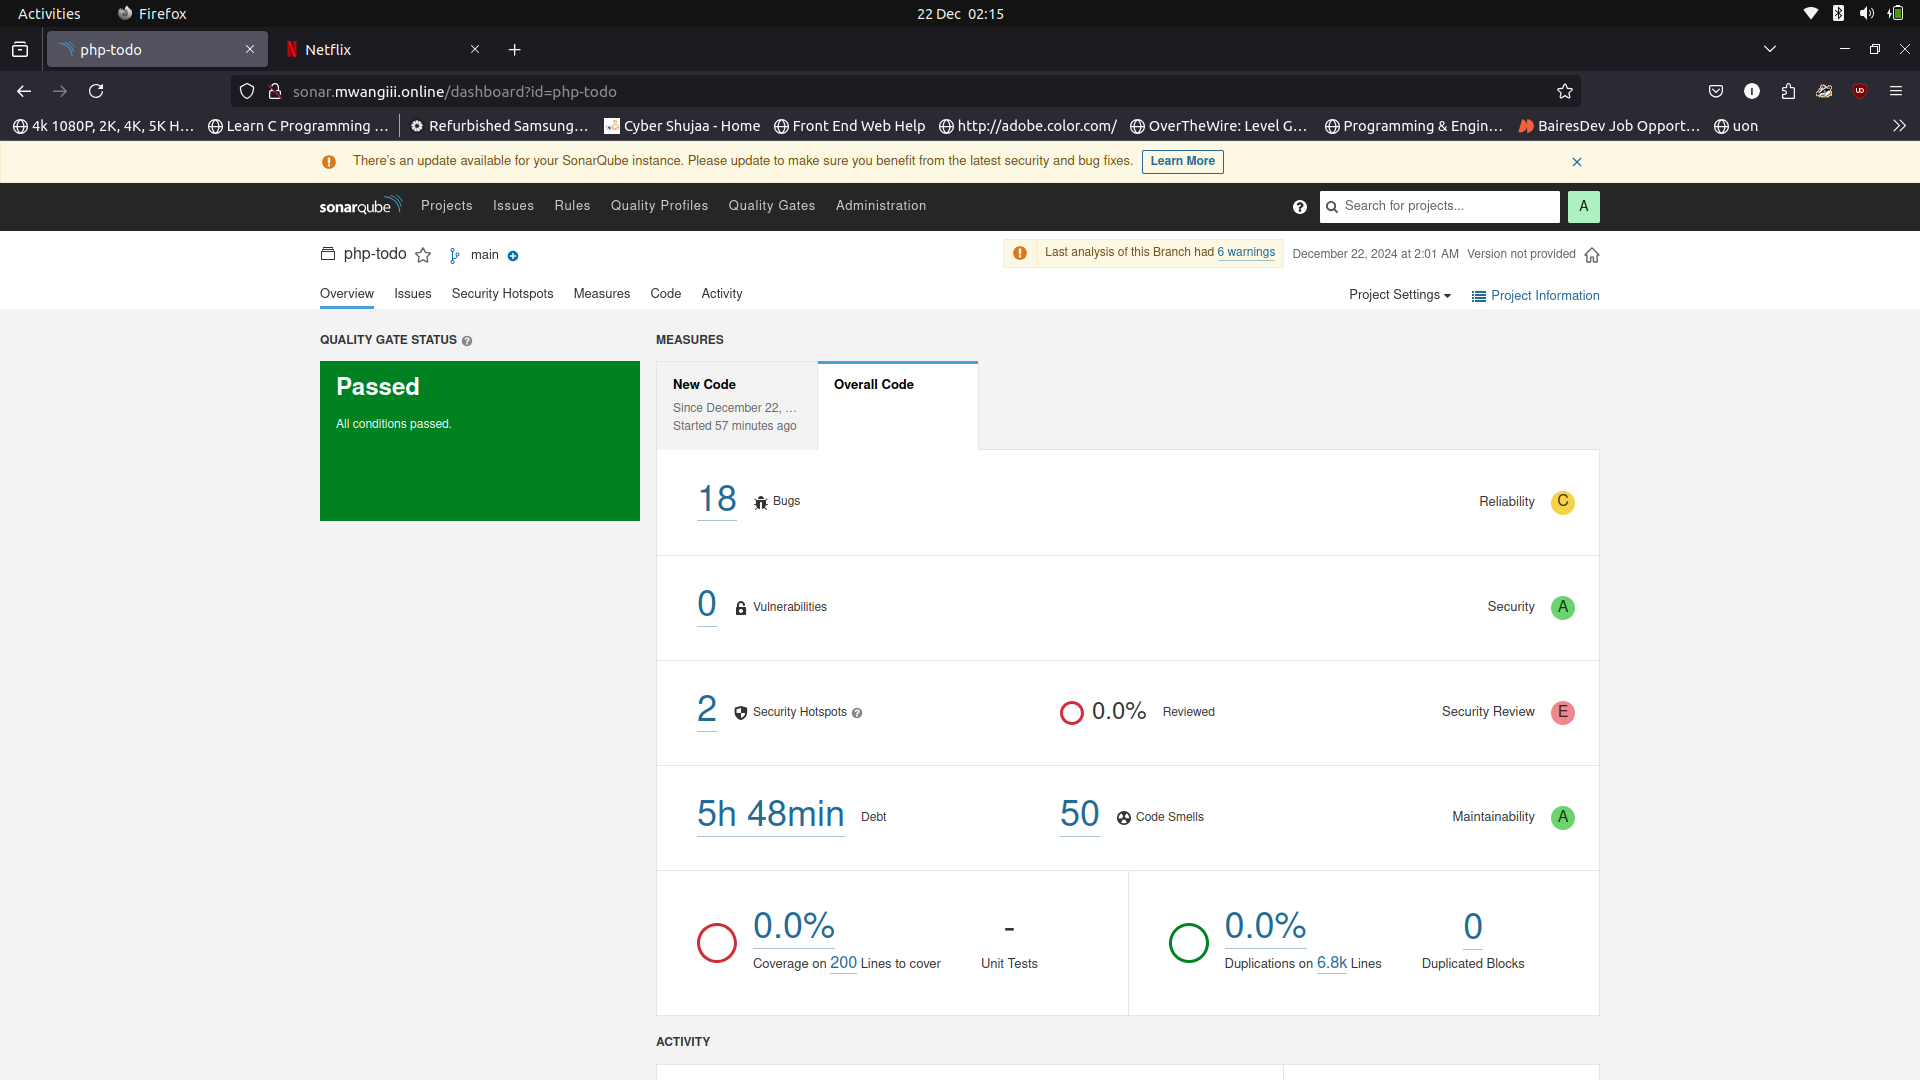 Activities Firefox 22 Dec 02:15
php-todo Netflix
sonar.mwangiii.online/dashboard?id=php-todo
4k 1080P, 2K, 4K, 5K H… Learn C Programming … Refurbished Samsung… Cyber Shujaa - Home Front End Web Help http://adobe.color.com/ OverTheWire: Level G… Programming & Engin… BairesDev Job Opport… uon
There's an update available for your SonarQube instance. Please update to make sure you benefit from the latest security and bug fixes. Learn More
sonarqube Projects Issues Rules Quality Profiles Quality Gates Administration Search for projects... A
php-todo main Last analysis of this Branch had 6 warnings December 22, 2024 at 2:01 AM Version not provided
Overview Issues Security Hotspots Measures Code Activity Project Settings Project Information
QUALITY GATE STATUS MEASURES
Passed
All conditions passed.
New Code Overall Code
Since December 22, …
Started 57 minutes ago
18 Bugs Reliability C
0 Vulnerabilities Security A
2 Security Hotspots 0.0% Reviewed Security Review E
5h 48min Debt 50 Code Smells Maintainability A
0.0% - 0.0% 0
Coverage on 200 Lines to cover Unit Tests Duplications on 6.8k Lines Duplicated Blocks
ACTIVITY